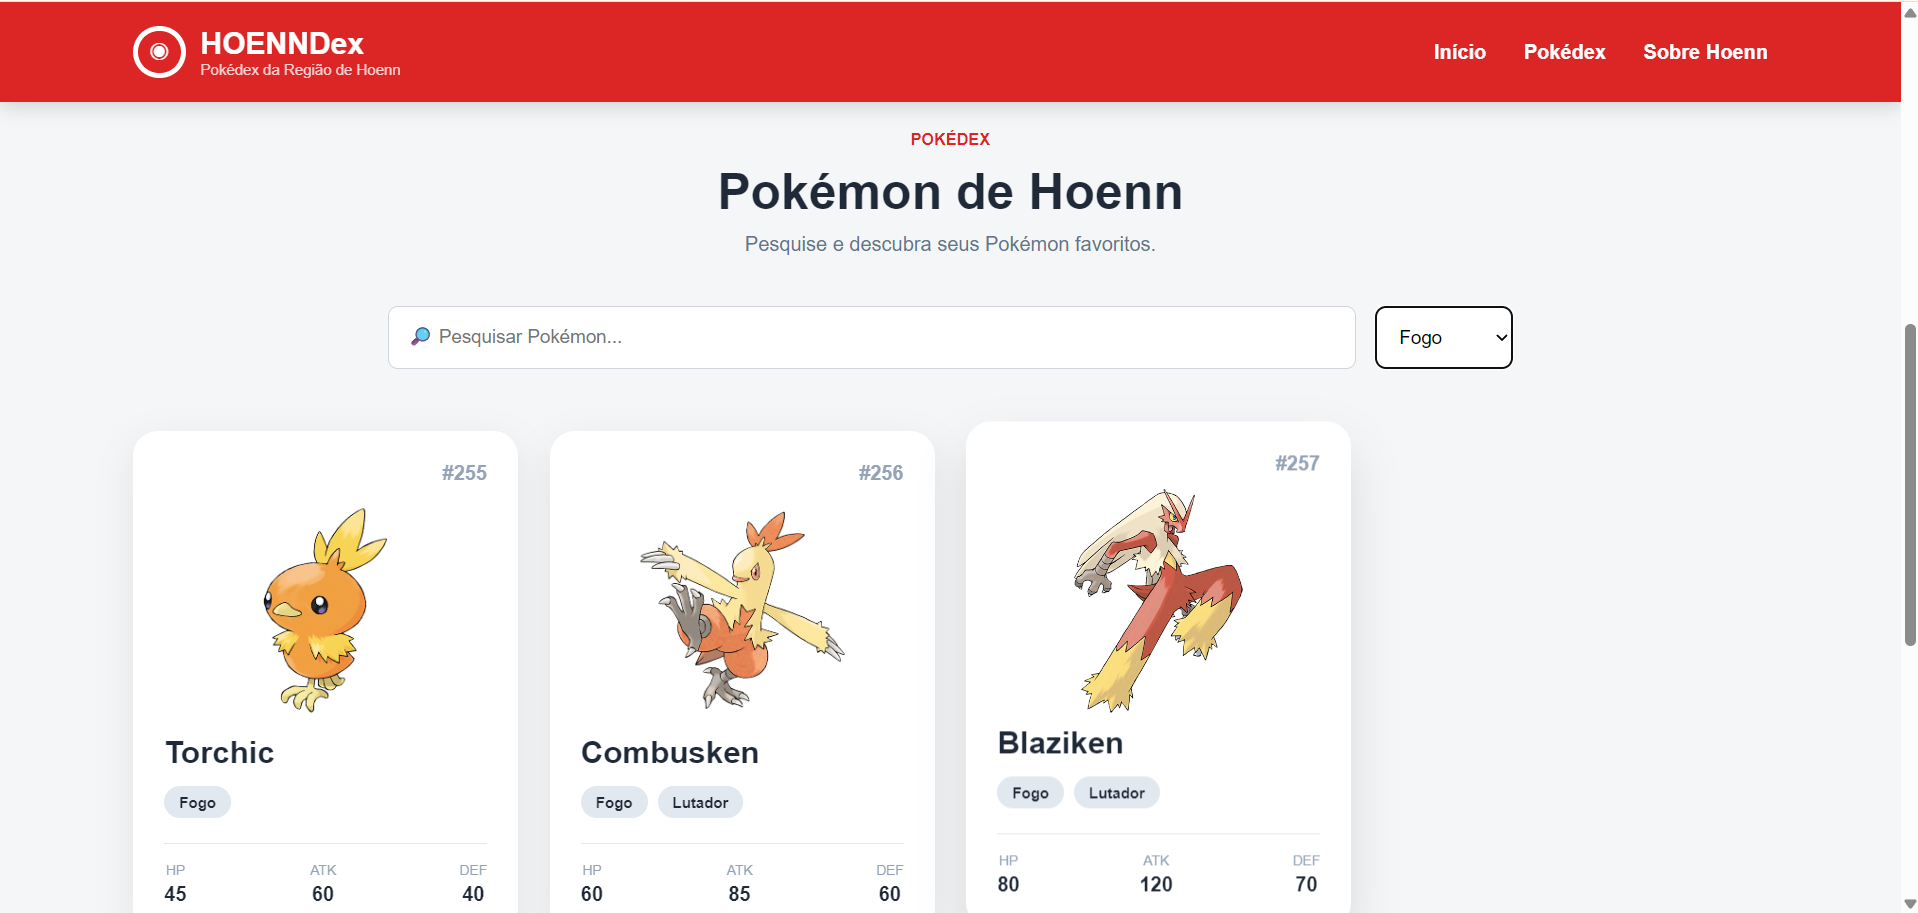 HOENNDex
Pokédex da Região de Hoenn
Início Pokédex Sobre Hoenn
POKÉDEX
Pokémon de Hoenn
Pesquise e descubra seus Pokémon favoritos.
Pesquisar Pokémon...
Fogo
#255
Torchic
Fogo
HP ATK DEF
45 60 40
#256
Combusken
Fogo Lutador
HP ATK DEF
60 85 60
#257
Blaziken
Fogo Lutador
HP ATK DEF
80 120 70